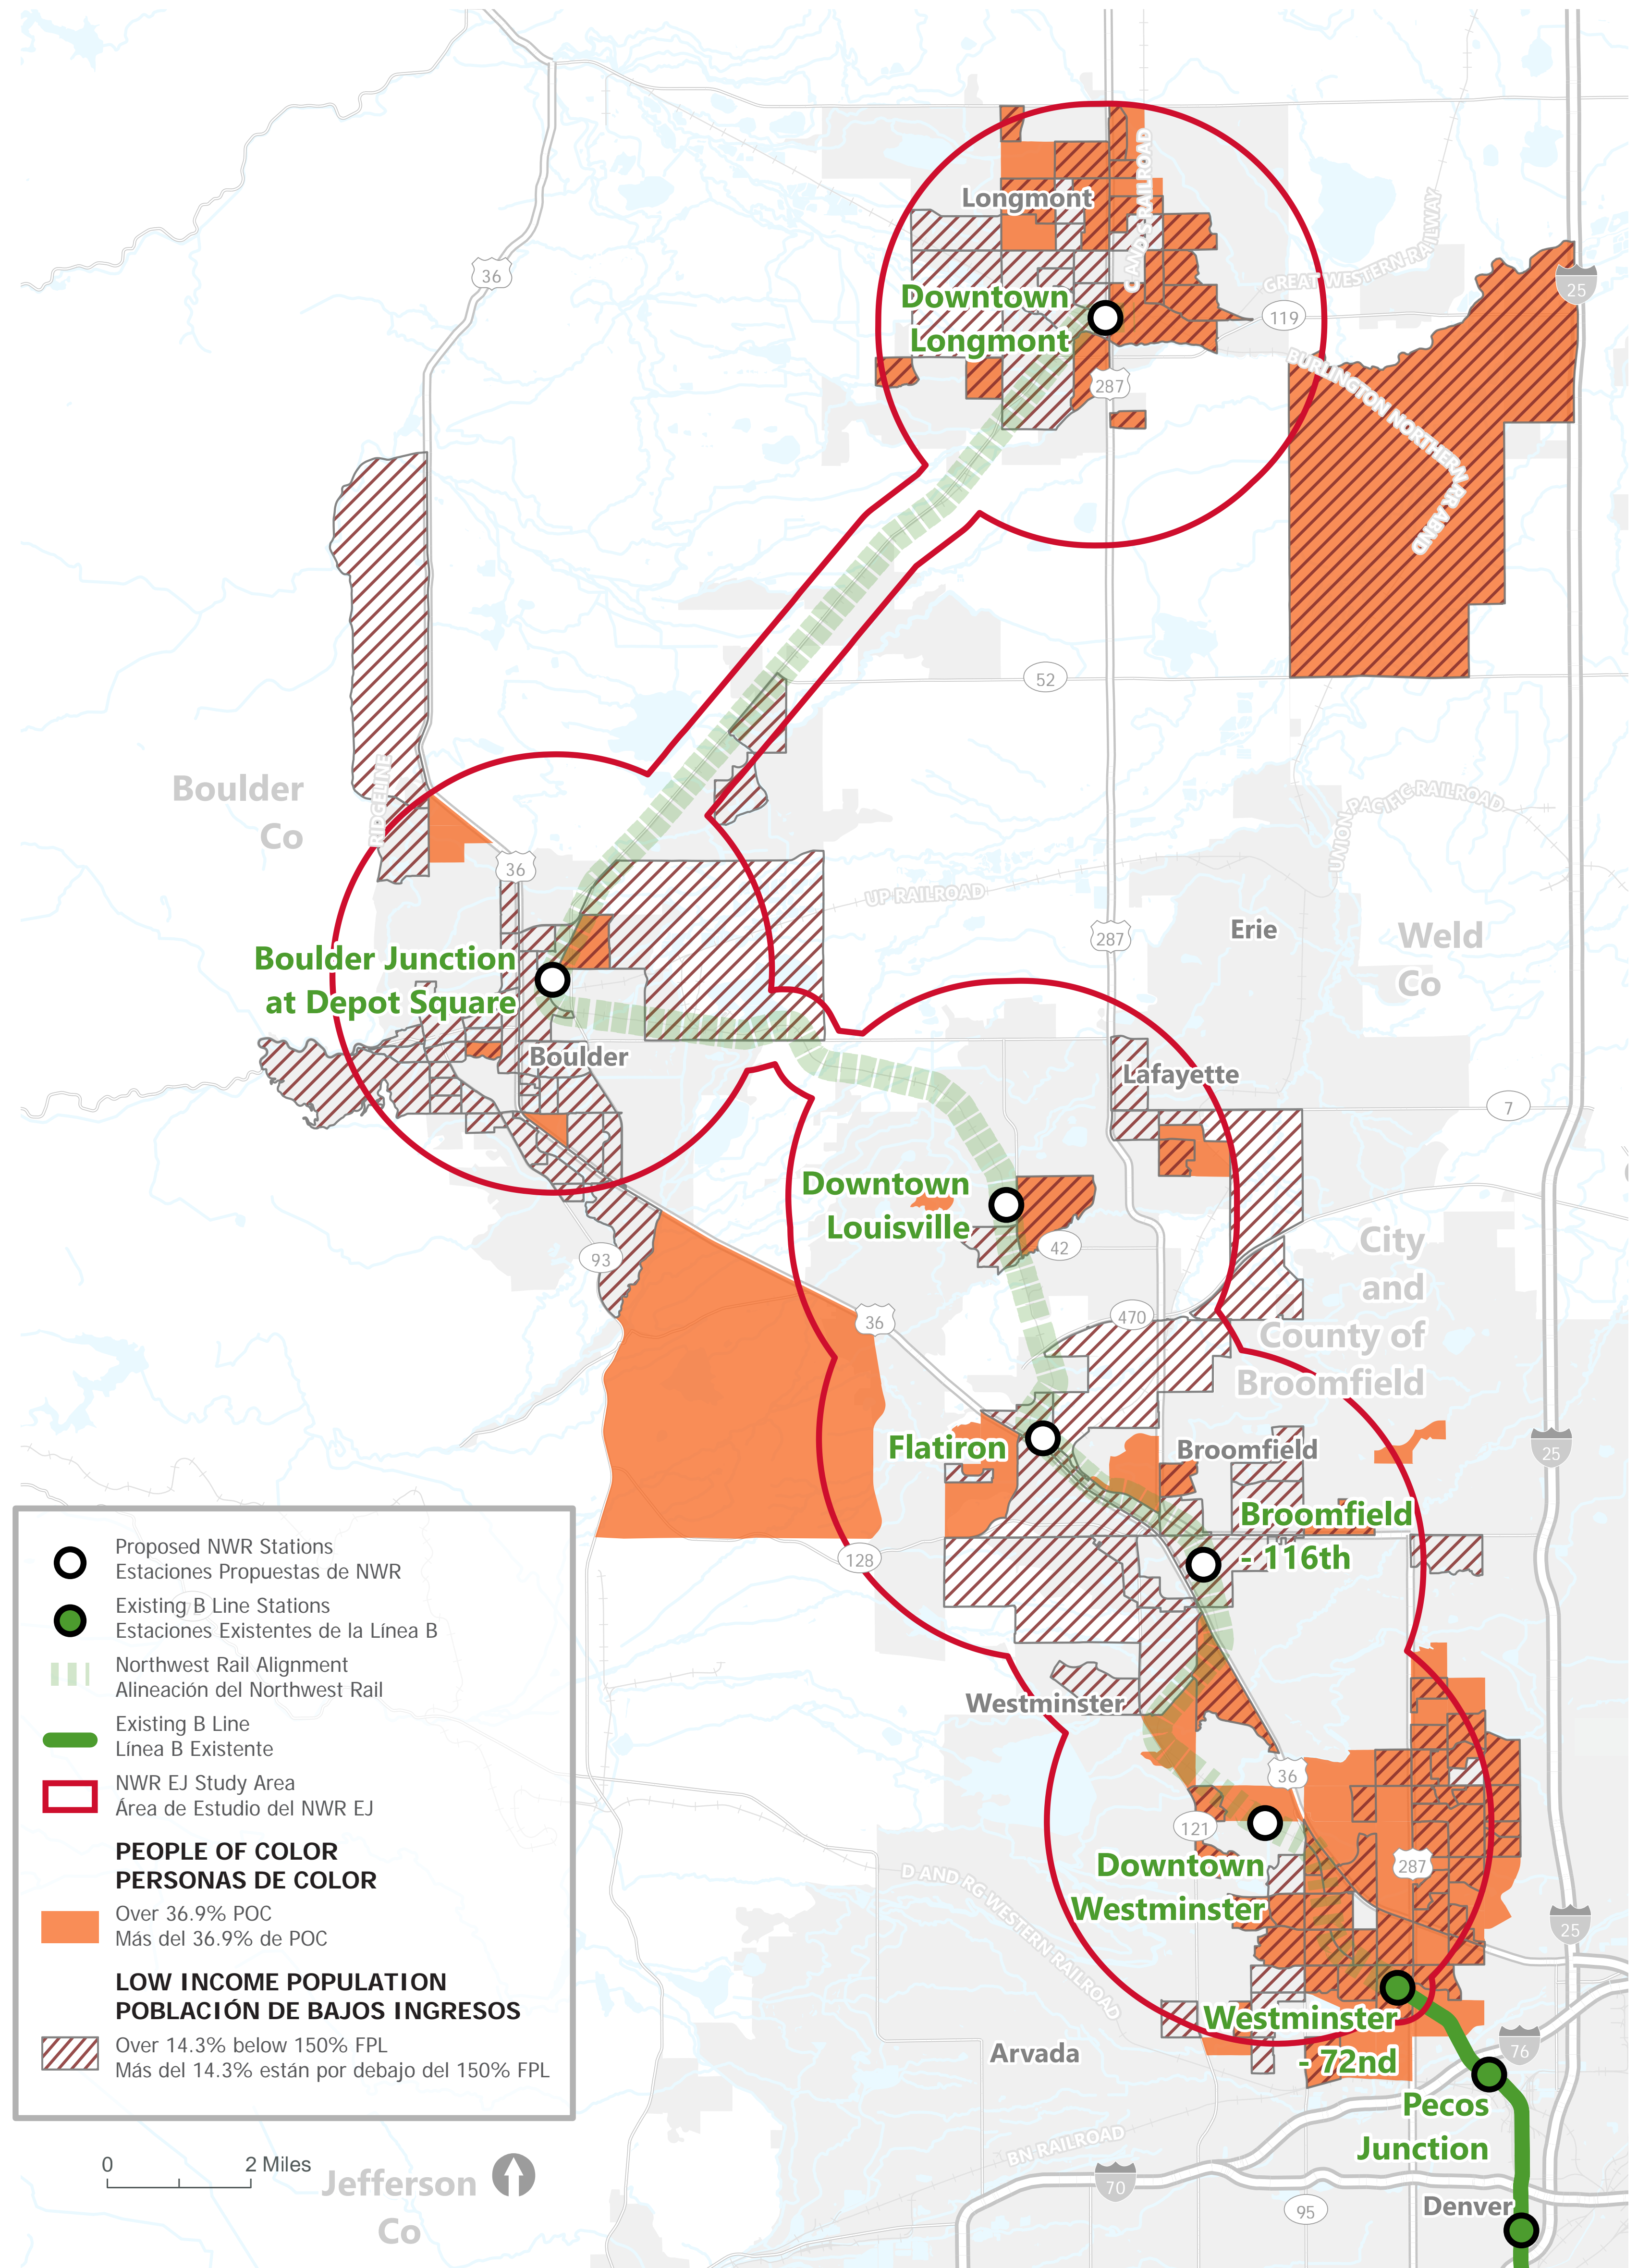 Longmont
C AND S RAILROAD
36
GREAT WESTERN RAILWAY
25
Downtown
Longmont
119
BURLINGTON NORTHERN RR ABND
287
52
Boulder
Co
RIDGELINE
UNION PACIFIC RAILROAD
36
UP RAILROAD
287
Erie
Weld
Co
Boulder Junction
at Depot Square
Boulder
Lafayette
7
Downtown
Louisville
42
93
City
and
County of
Broomfield
470
36
Flatiron
Broomfield
25
Broomfield
- 116th
128
Westminster
36
121
287
Downtown
Westminster
D AND RG WESTERN RAILROAD
25
Westminster
- 72nd
Arvada
76
Pecos
Junction
BN RAILROAD
70
95
Denver
Proposed NWR Stations
Estaciones Propuestas de NWR
Existing B Line Stations
Estaciones Existentes de la Línea B
Northwest Rail Alignment
Alineación del Northwest Rail
Existing B Line
Línea B Existente
NWR EJ Study Area
Área de Estudio del NWR EJ
PEOPLE OF COLOR
PERSONAS DE COLOR
Over 36.9% POC
Más del 36.9% de POC
LOW INCOME POPULATION
POBLACIÓN DE BAJOS INGRESOS
Over 14.3% below 150% FPL
Más del 14.3% están por debajo del 150% FPL
0
2 Miles
Jefferson
Co